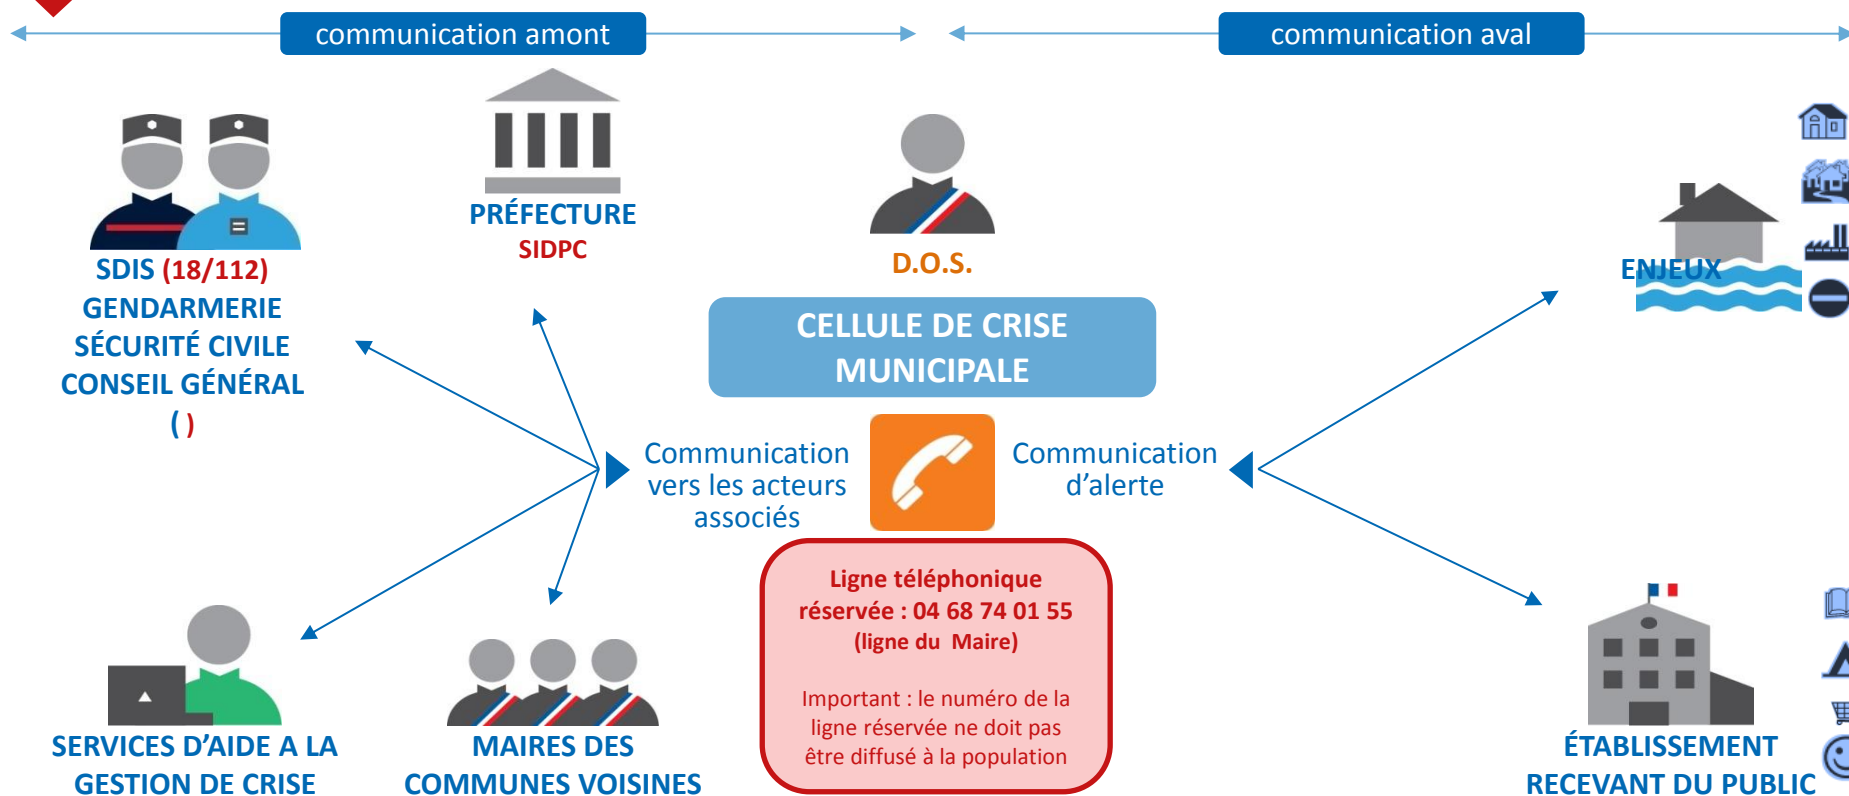 communication amont
communication aval
SDIS (18/112)
GENDARMERIE
SÉCURITÉ CIVILE
CONSEIL GÉNÉRAL
( )
PRÉFECTURE
SIDPC
D.O.S.
CELLULE DE CRISE
MUNICIPALE
ENJEUX
Communication
vers les acteurs
associés
Communication
d'alerte
Ligne téléphonique
réservée : 04 68 74 01 55
(ligne du Maire)
Important : le numéro de la
ligne réservée ne doit pas
être diffusé à la population
SERVICES D'AIDE A LA
GESTION DE CRISE
MAIRES DES
COMMUNES VOISINES
ÉTABLISSEMENT
RECEVANT DU PUBLIC